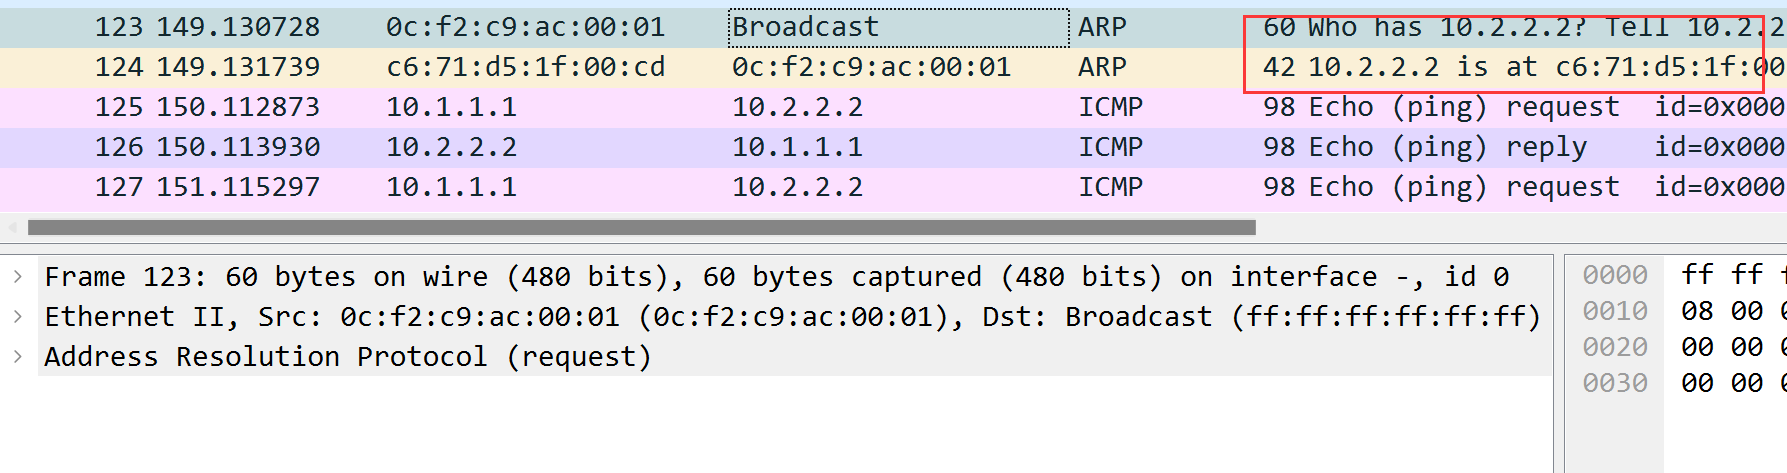 123 149.130728 0c:f2:c9:ac:00:01 Broadcast ARP 60 Who has 10.2.2.2? Tell 10.2.2
124 149.131739 c6:71:d5:1f:00:cd 0c:f2:c9:ac:00:01 ARP 42 10.2.2.2 is at c6:71:d5:1f:00
125 150.112873 10.1.1.1 10.2.2.2 ICMP 98 Echo (ping) request id=0x000
126 150.113930 10.2.2.2 10.1.1.1 ICMP 98 Echo (ping) reply id=0x000
127 151.115297 10.1.1.1 10.2.2.2 ICMP 98 Echo (ping) request id=0x000
Frame 123: 60 bytes on wire (480 bits), 60 bytes captured (480 bits) on interface -, id 0
Ethernet II, Src: 0c:f2:c9:ac:00:01 (0c:f2:c9:ac:00:01), Dst: Broadcast (ff:ff:ff:ff:ff:ff)
Address Resolution Protocol (request)
0000 ff ff
0010 08 00
0020 00 00
0030 00 00